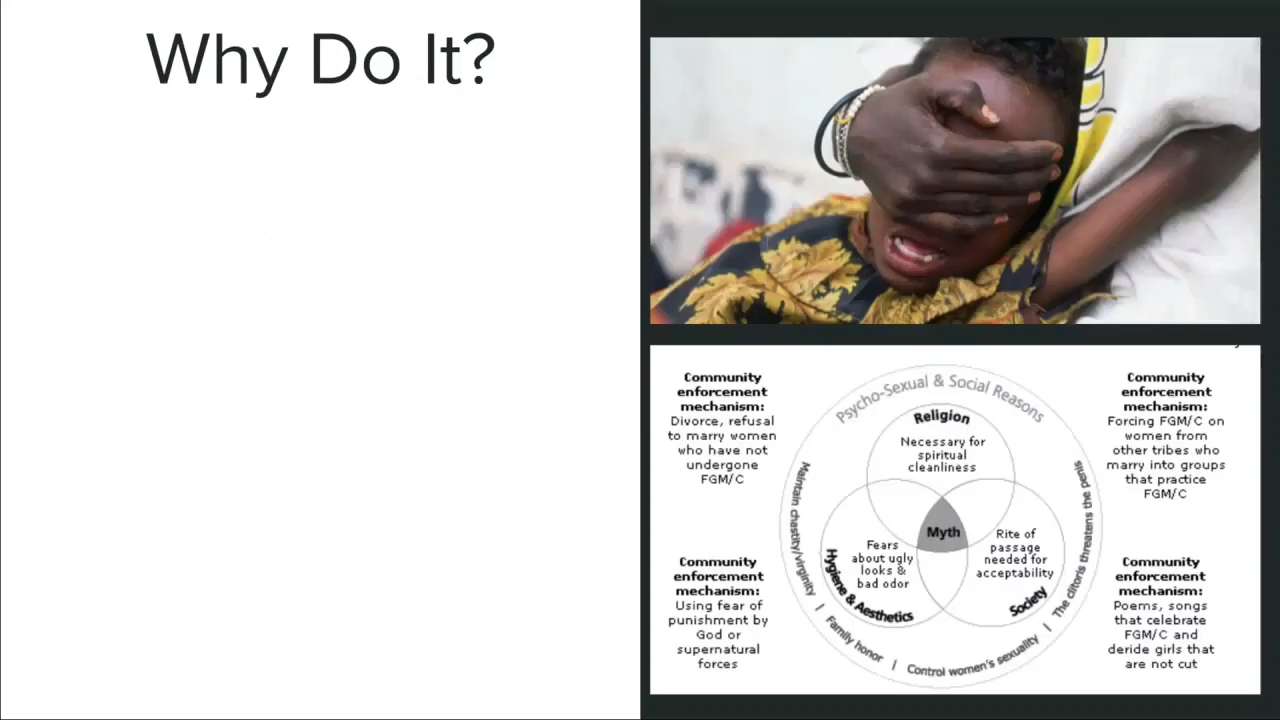 Why Do It?
Community
enforcement
mechanism:
Divorce, refusal
to marry women
who have not
undergone
FGM/C
Community
enforcement
mechanism:
Forcing FGM/C on
women from
other tribes who
marry into groups
that practice
FGM/C
Psycho-Sexual & Social Reasons
Religion
Necessary for
spiritual
cleanliness
Myth
Fears
about ugly
looks &
bad odor
Hygiene & Aesthetics
Rite of
passage
needed for
acceptability
Society
Maintain chastity/virginity | Family honor | Control women's sexuality | The clitoris threatens the penis
Community
enforcement
mechanism:
Using fear of
punishment by
God or
supernatural
forces
Community
enforcement
mechanism:
Poems, songs
that celebrate
FGM/C and
deride girls that
are not cut